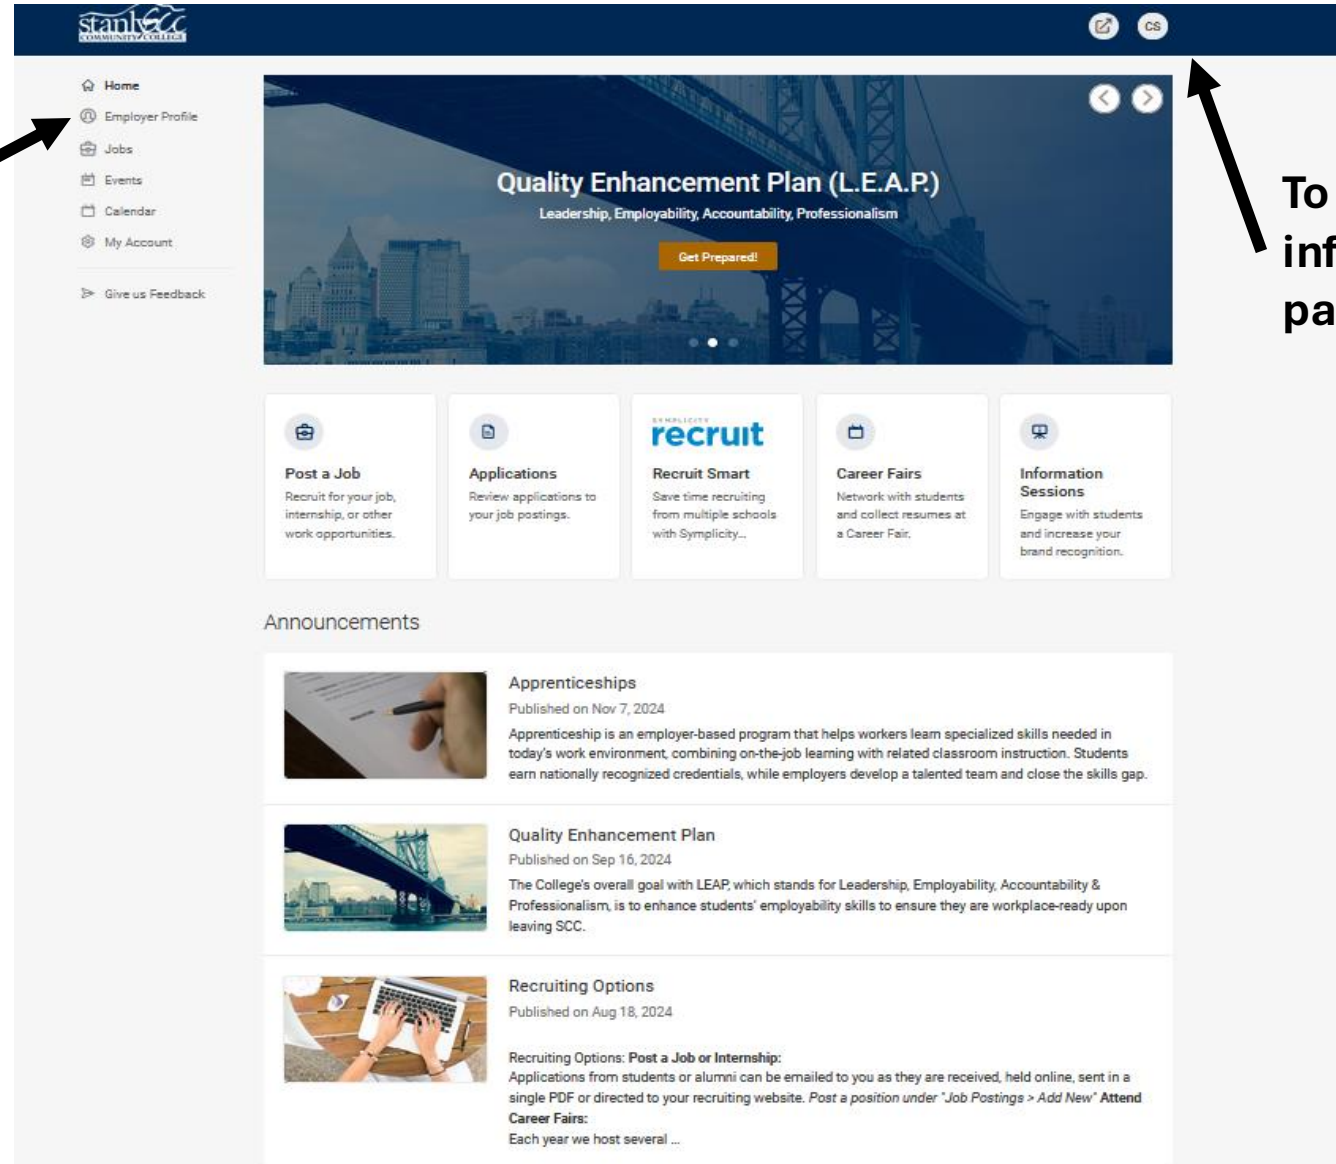 stanly SCC
COMMUNITY COLLEGE
CS
Home
Employer Profile
Jobs
Events
Calendar
My Account
Give us Feedback
Quality Enhancement Plan (L.E.A.P.)
Leadership, Employability, Accountability, Professionalism
Get Prepared!
To
inf
pa
Post a Job
Recruit for your job,
internship, or other
work opportunities.
Applications
Review applications to
your job postings.
SYMPLICITY
recruit
Recruit Smart
Save time recruiting
from multiple schools
with Symplicity...
Career Fairs
Network with students
and collect resumes at
a Career Fair.
Information
Sessions
Engage with students
and increase your
brand recognition.
Announcements
Apprenticeships
Published on Nov 7, 2024
Apprenticeship is an employer-based program that helps workers learn specialized skills needed in
today's work environment, combining on-the-job learning with related classroom instruction. Students
earn nationally recognized credentials, while employers develop a talented team and close the skills gap.
Quality Enhancement Plan
Published on Sep 16, 2024
The College's overall goal with LEAP, which stands for Leadership, Employability, Accountability &
Professionalism, is to enhance students' employability skills to ensure they are workplace-ready upon
leaving SCC.
Recruiting Options
Published on Aug 18, 2024
Recruiting Options: Post a Job or Internship:
Applications from students or alumni can be emailed to you as they are received, held online, sent in a
single PDF or directed to your recruiting website. Post a position under "Job Postings > Add New" Attend
Career Fairs:
Each year we host several ...